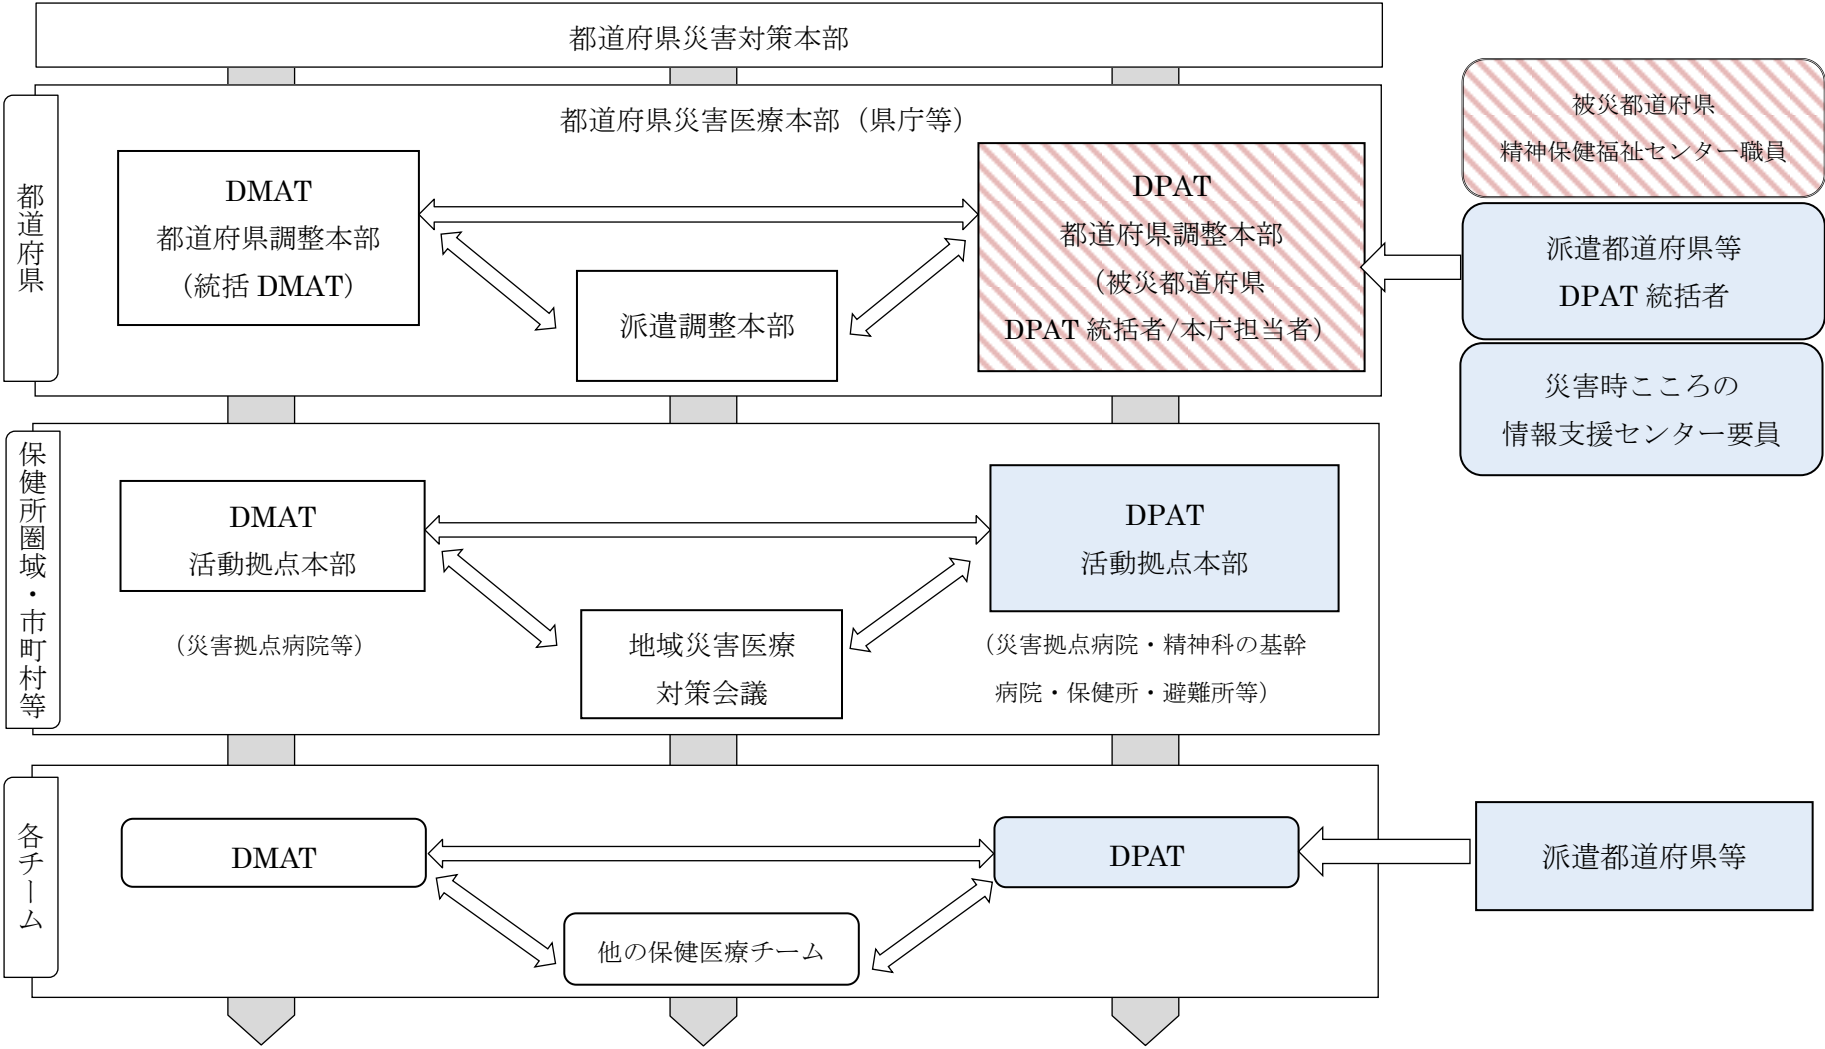 都道府県災害対策本部
都道府県
都道府県災害医療本部（県庁等）
DMAT
都道府県調整本部
（統括 DMAT）
派遣調整本部
DPAT
都道府県調整本部
（被災都道府県
DPAT 統括者/本庁担当者）
被災都道府県
精神保健福祉センター職員
派遣都道府県等
DPAT 統括者
災害時こころの
情報支援センター要員
保健所圏域・市町村等
DMAT
活動拠点本部
（災害拠点病院等）
地域災害医療
対策会議
DPAT
活動拠点本部
（災害拠点病院・精神科の基幹
病院・保健所・避難所等）
各チーム
DMAT
他の保健医療チーム
DPAT
派遣都道府県等